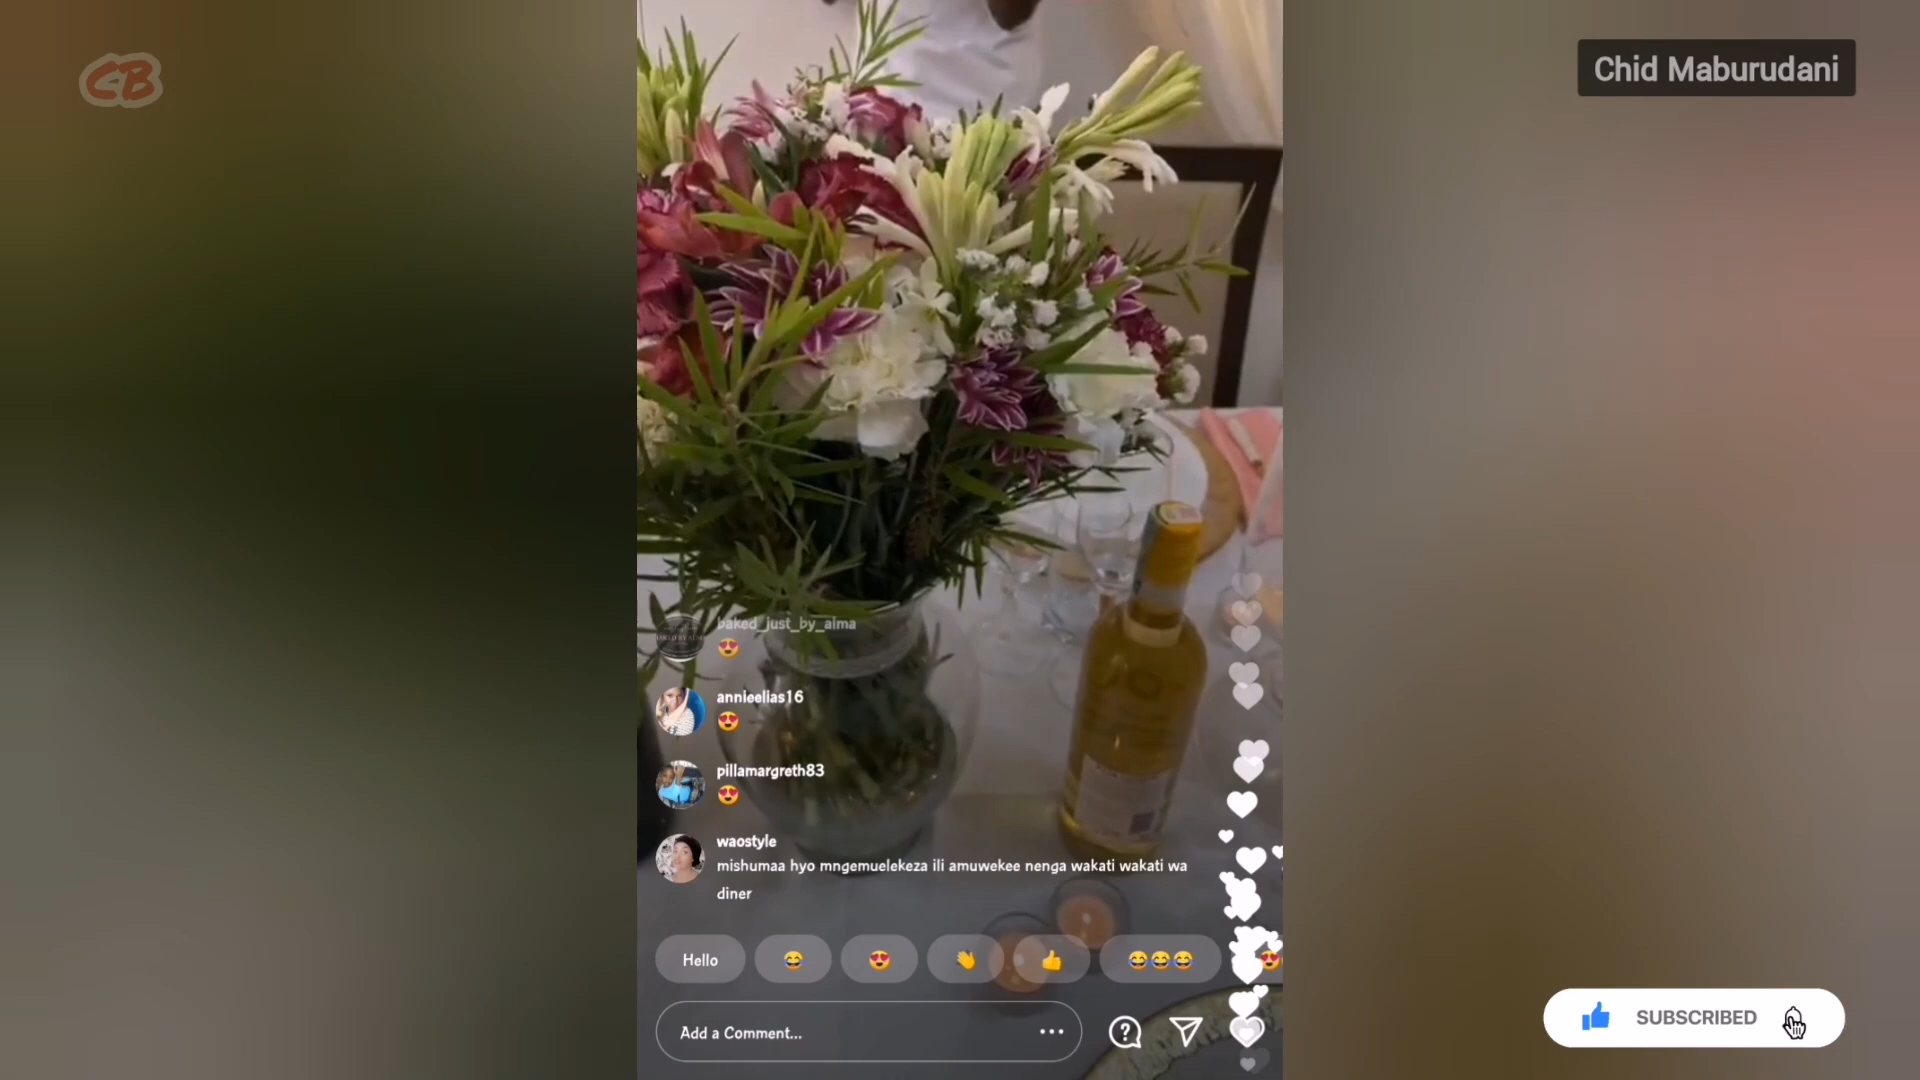 CB
Chid Maburudani
baked_just_by_alma
😍
annieelias16
😍
pillamargreth83
😍
waostyle
mishumaa hyo mngemuelekeza ili amuwekee nenga wakati wakati wa
diner
Hello
😂
😍
👏
👍
😂😂😂
😍
Add a Comment...
SUBSCRIBED